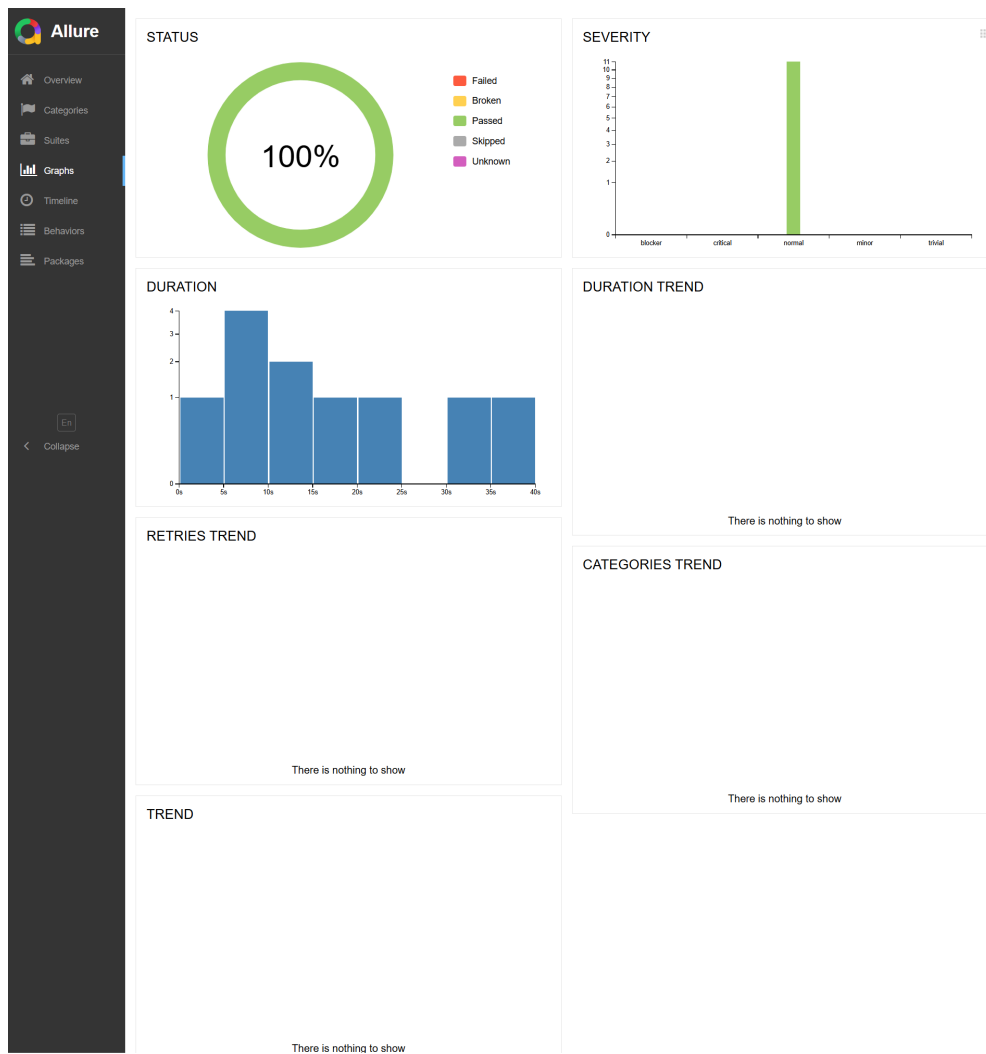 Allure
Overview
Categories
Suites
Graphs
Timeline
Behaviors
Packages
En
Collapse
STATUS
100%
Failed
Broken
Passed
Skipped
Unknown
SEVERITY
11
10
9
8
7
6
5
4
3
2
1
0
blocker critical normal minor trivial
DURATION
4
3
2
1
0
0s 5s 10s 15s 20s 25s 30s 35s 40s
DURATION TREND
There is nothing to show
RETRIES TREND
There is nothing to show
CATEGORIES TREND
There is nothing to show
TREND
There is nothing to show